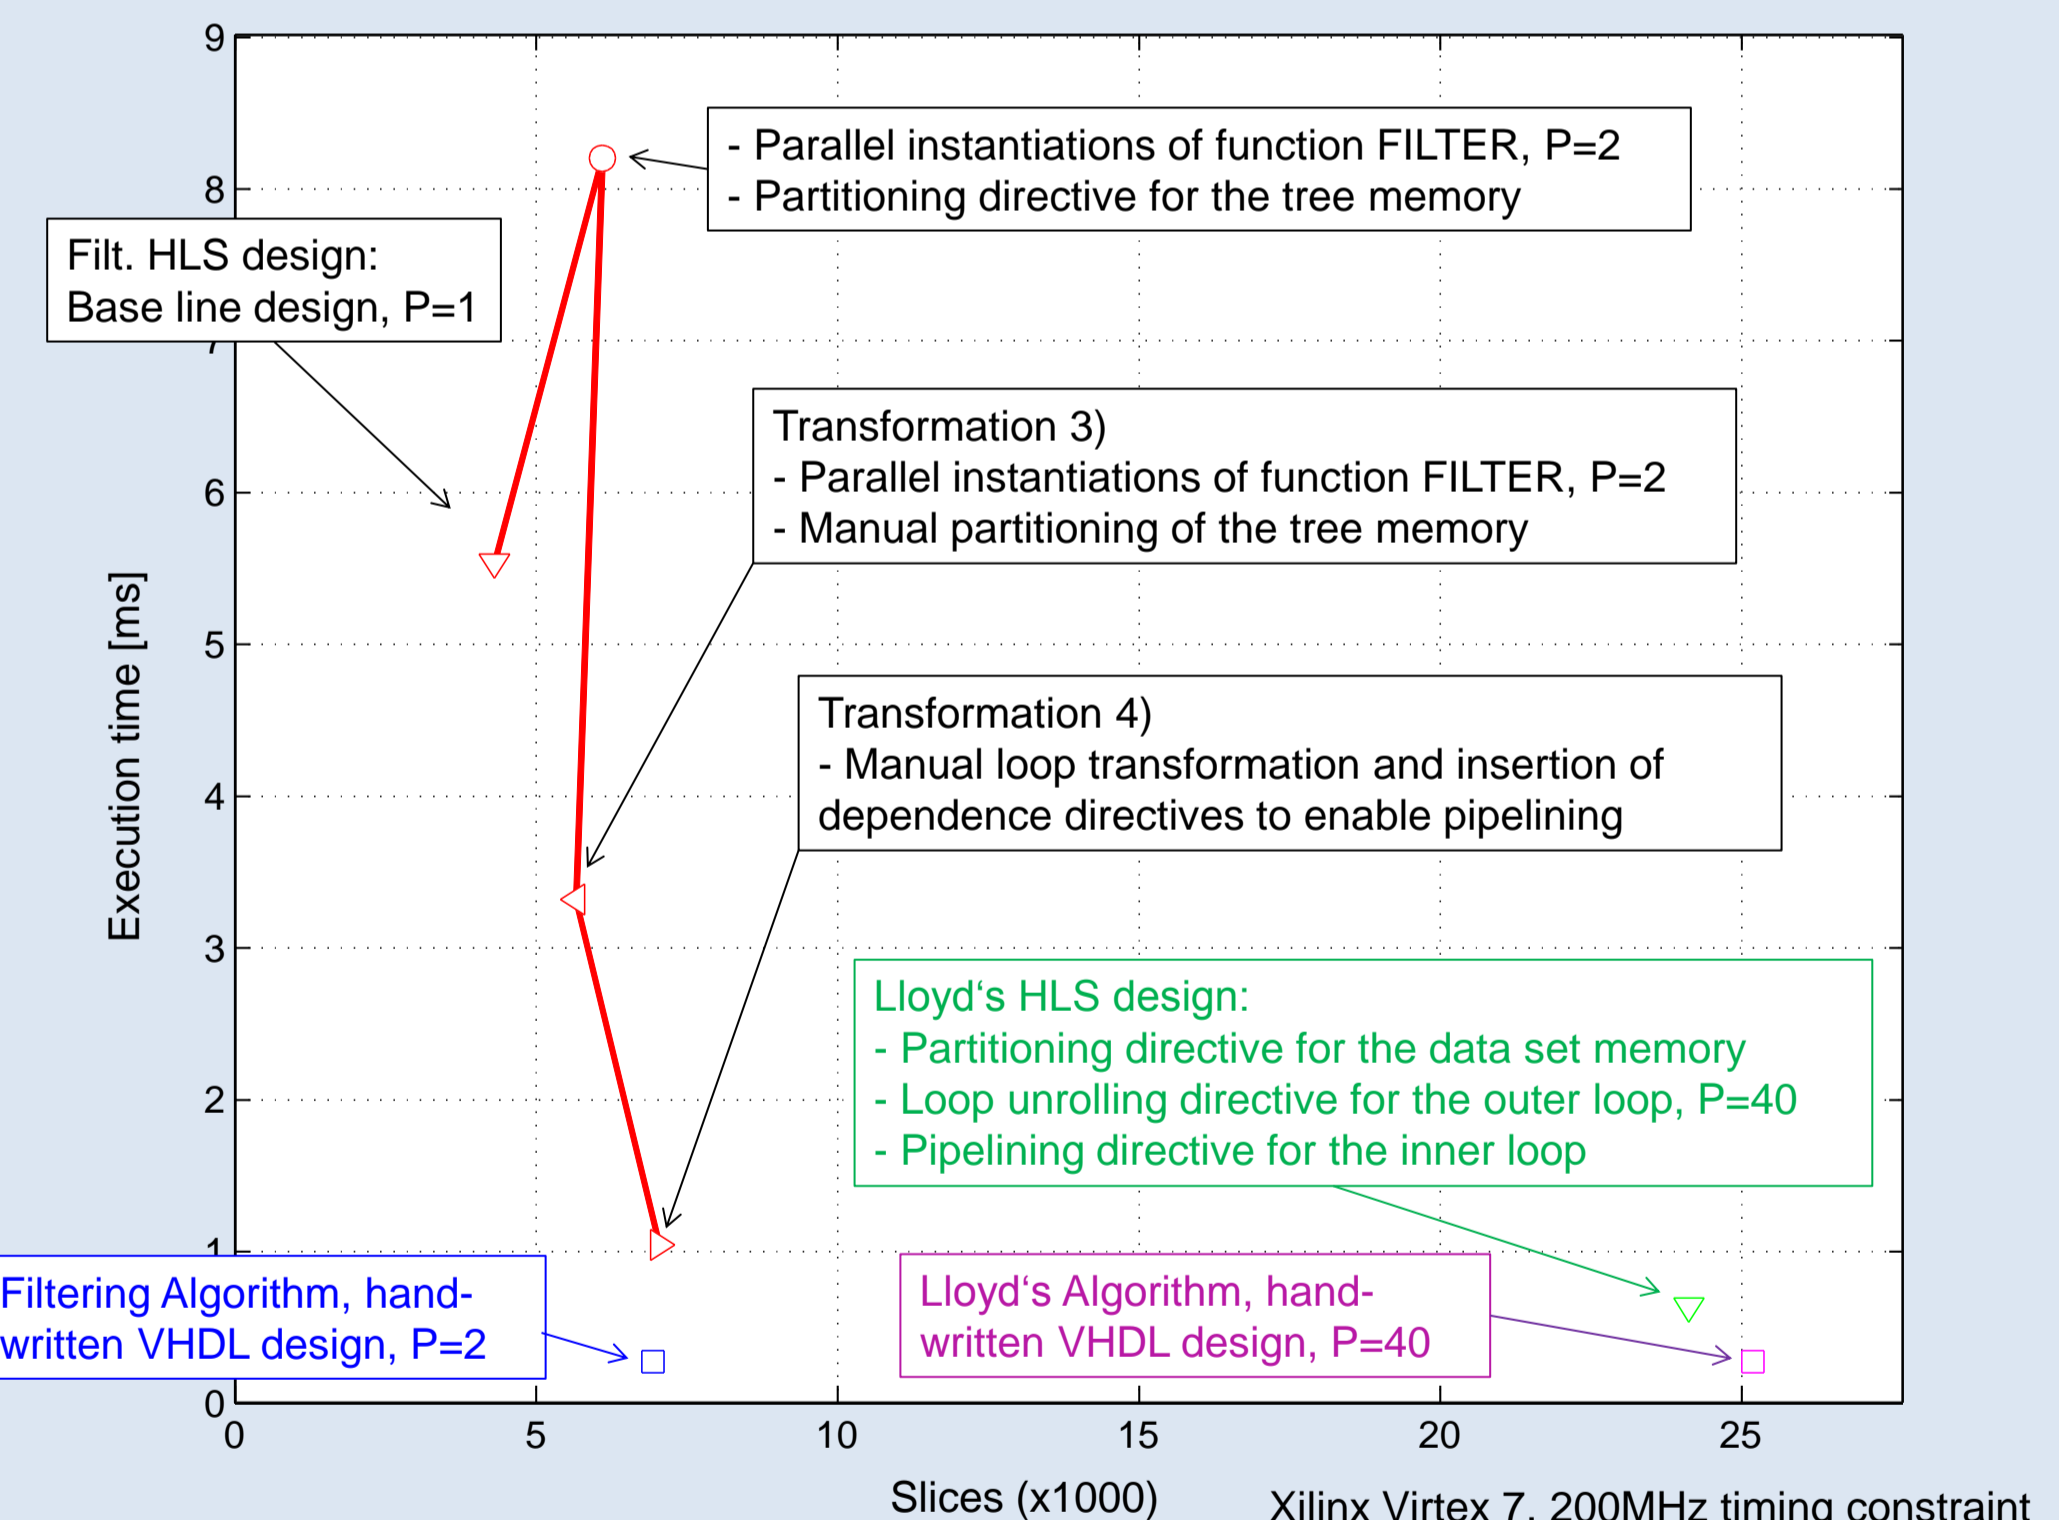 9
- Parallel instantiations of function FILTER, P=2
- Partitioning directive for the tree memory
8
Filt. HLS design:
Base line design, P=1
7
Transformation 3)
- Parallel instantiations of function FILTER, P=2
- Manual partitioning of the tree memory
6
5
Execution time [ms]
Transformation 4)
- Manual loop transformation and insertion of
dependence directives to enable pipelining
4
3
Lloyd‘s HLS design:
- Partitioning directive for the data set memory
- Loop unrolling directive for the outer loop, P=40
- Pipelining directive for the inner loop
2
1
Filtering Algorithm, hand-
written VHDL design, P=2
Lloyd‘s Algorithm, hand-
written VHDL design, P=40
0
0 5 10 15 20 25
Slices (x1000)
Xilinx Virtex 7, 200MHz timing constraint